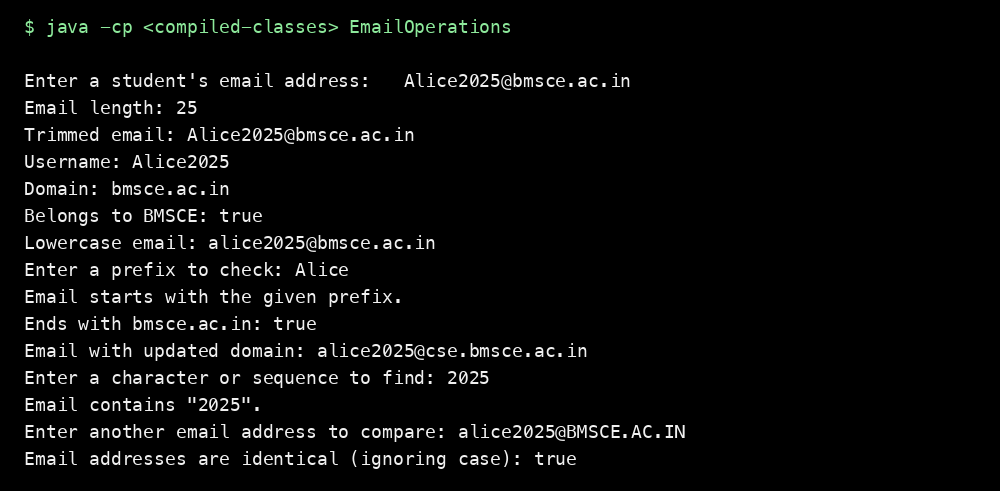 $ java -cp <compiled-classes> EmailOperations
Enter a student's email address:   Alice2025@bmsce.ac.in
Email length: 25
Trimmed email: Alice2025@bmsce.ac.in
Username: Alice2025
Domain: bmsce.ac.in
Belongs to BMSCE: true
Lowercase email: alice2025@bmsce.ac.in
Enter a prefix to check: Alice
Email starts with the given prefix.
Ends with bmsce.ac.in: true
Email with updated domain: alice2025@cse.bmsce.ac.in
Enter a character or sequence to find: 2025
Email contains "2025".
Enter another email address to compare: alice2025@BMSCE.AC.IN
Email addresses are identical (ignoring case): true